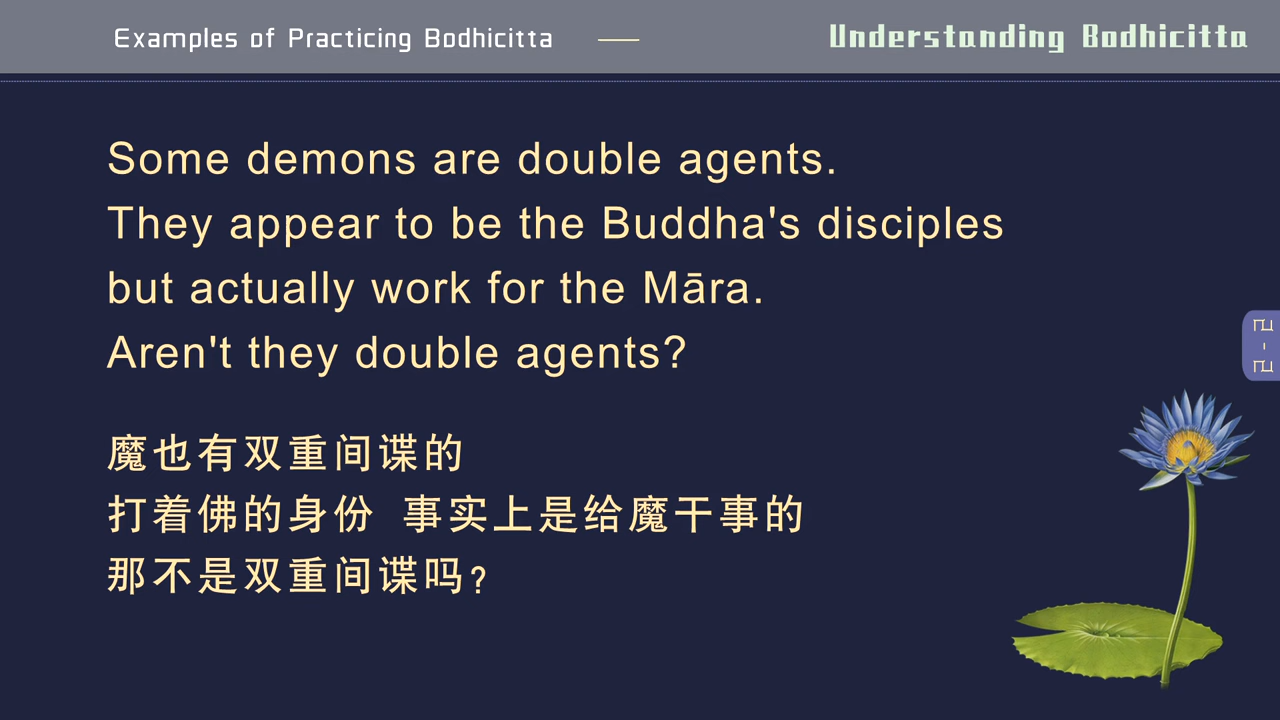 Examples of Practicing Bodhicitta
Understanding Bodhicitta
Some demons are double agents.
They appear to be the Buddha's disciples
but actually work for the Māra.
Aren't they double agents?
魔也有双重间谍的
打着佛的身份 事实上是给魔干事的
那不是双重间谍吗?